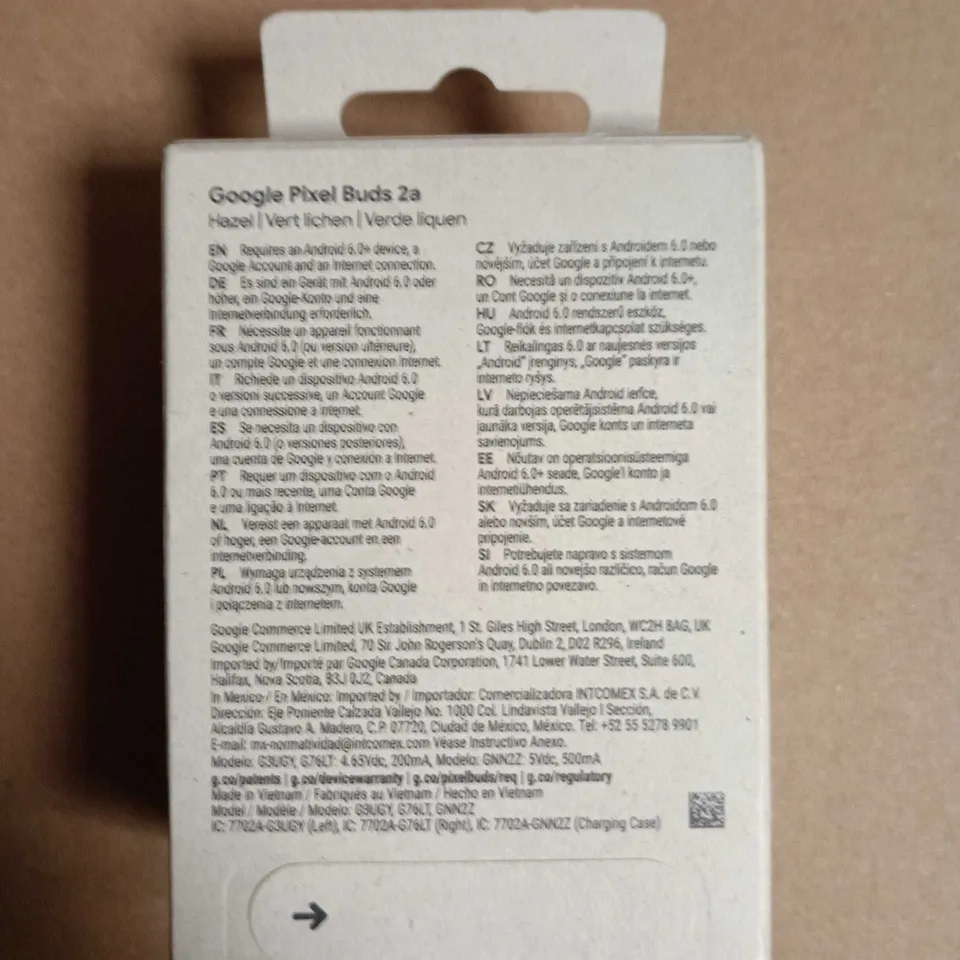 Google Pixel Buds 2a
Hazel | Vert lichen | Verde liquen
EN Requires an Android 6.0+ device, a
Google Account and an internet connection.
DE Es sind ein Gerät mit Android 6.0 oder
höher, ein Google-Konto und eine
Internetverbindung erforderlich.
FR Nécessite un appareil fonctionnant
sous Android 6.0 (ou version ultérieure),
un compte Google et une connexion Internet.
IT Richiede un dispositivo Android 6.0
o versioni successive, un Account Google
e una connessione a Internet.
ES Se necesita un dispositivo con
Android 6.0 (o versiones posteriores),
una cuenta de Google y conexión a Internet.
PT Requer um dispositivo com o Android
6.0 ou mais recente, uma Conta Google
e uma ligação à Internet.
NL Vereist een apparaat met Android 6.0
of hoger, een Google-account en een
internetverbinding.
PL Wymaga urządzenia z systemem
Android 6.0 lub nowszym, konta Google
i połączenia z internetem.
CZ Vyžaduje zařízení s Androidem 6.0 nebo
novějším, účet Google a připojení k internetu.
RO Necesită un dispozitiv Android 6.0+,
un Cont Google și o conexiune la internet.
HU Android 6.0 rendszerű eszköz,
Google-fiók és internetkapcsolat szükséges.
LT Reikalingas 6.0 ar naujesnės versijos
„Android" įrenginys, „Google" paskyra ir
interneto ryšys.
LV Nepieciešama Android ierīce,
kurā darbojas operētājsistēma Android 6.0 vai
jaunāka versija, Google konts un interneta
savienojums.
EE Nõutav on operatsioonisüsteemiga
Android 6.0+ seade, Google'i konto ja
internetiühendus.
SK Vyžaduje sa zariadenie s Androidom 6.0
alebo novším, účet Google a internetové
pripojenie.
SI Potrebujete napravo s sistemom
Android 6.0 ali novejšo različico, račun Google
in internetno povezavo.
Google Commerce Limited UK Establishment, 1 St. Giles High Street, London, WC2H 8AG, UK
Google Commerce Limited, 70 Sir John Rogerson's Quay, Dublin 2, D02 R296, Ireland
Imported by/Importé par Google Canada Corporation, 1741 Lower Water Street, Suite 600,
Halifax, Nova Scotia, B3J 0J2, Canada
In Mexico / En México: Imported by / Importador: Comercializadora INTCOMEX S.A. de C.V.
Dirección: Eje Poniente Calzada Vallejo No. 1000 Col. Lindavista Vallejo I Sección,
Alcaldía Gustavo A. Madero, C.P. 07720, Ciudad de México, México. Tel: +52 55 5278 9901
E-mail: mx-normatividad@intcomex.com Véase Instructivo Anexo.
Modelo: G3UGY, G76LT: 4.65Vdc, 200mA, Modelo: GNN2Z: 5Vdc, 500mA
g.co/patents | g.co/devicewarranty | g.co/pixelbuds/req | g.co/regulatory
Made in Vietnam / Fabriqués au Vietnam / Hecho en Vietnam
Model / Modèle / Modelo: G3UGY, G76LT, GNN2Z
IC: 7702A-G3UGY (Left), IC: 7702A-G76LT (Right), IC: 7702A-GNN2Z (Charging Case)